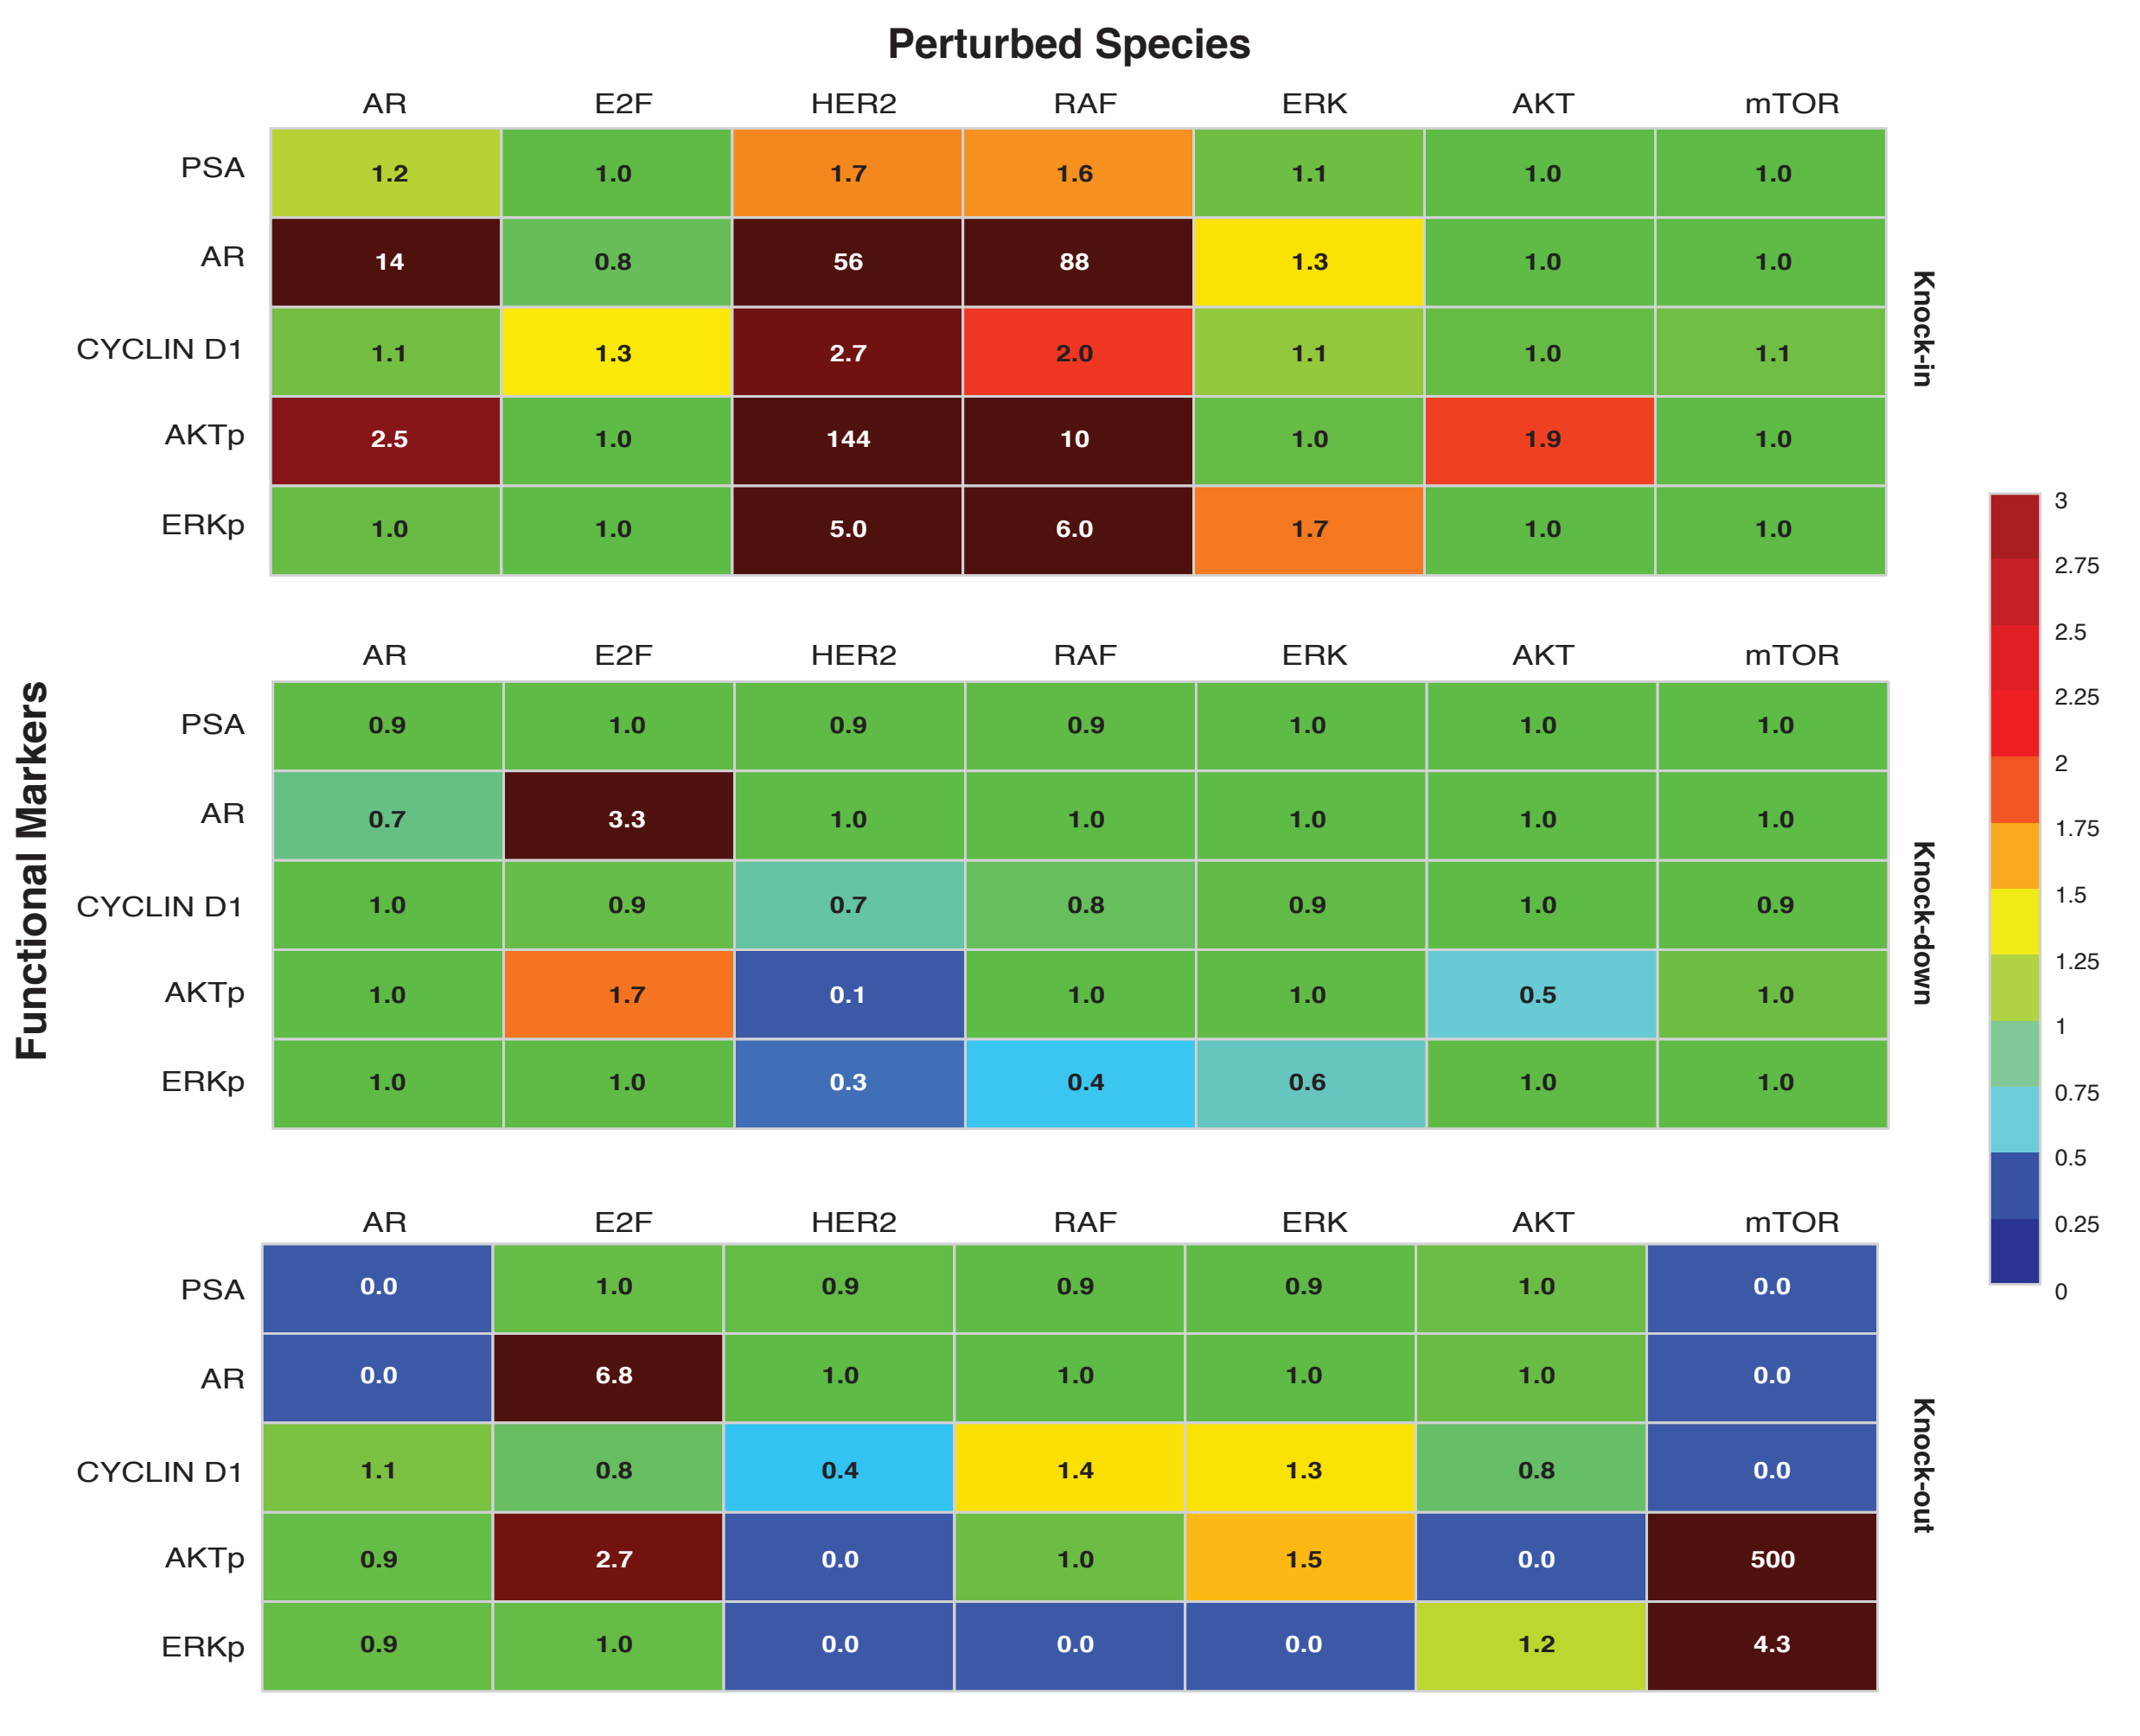 Perturbed Species
AR E2F HER2 RAF ERK AKT mTOR
PSA 1.2 1.0 1.7 1.6 1.1 1.0 1.0
AR 14 0.8 56 88 1.3 1.0 1.0
CYCLIN D1 1.1 1.3 2.7 2.0 1.1 1.0 1.1
AKTp 2.5 1.0 144 10 1.0 1.9 1.0
ERKp 1.0 1.0 5.0 6.0 1.7 1.0 1.0
Knock-in
AR E2F HER2 RAF ERK AKT mTOR
PSA 0.9 1.0 0.9 0.9 1.0 1.0 1.0
AR 0.7 3.3 1.0 1.0 1.0 1.0 1.0
CYCLIN D1 1.0 0.9 0.7 0.8 0.9 1.0 0.9
AKTp 1.0 1.7 0.1 1.0 1.0 0.5 1.0
ERKp 1.0 1.0 0.3 0.4 0.6 1.0 1.0
Knock-down
AR E2F HER2 RAF ERK AKT mTOR
PSA 0.0 1.0 0.9 0.9 0.9 1.0 0.0
AR 0.0 6.8 1.0 1.0 1.0 1.0 0.0
CYCLIN D1 1.1 0.8 0.4 1.4 1.3 0.8 0.0
AKTp 0.9 2.7 0.0 1.0 1.5 0.0 500
ERKp 0.9 1.0 0.0 0.0 0.0 1.2 4.3
Knock-out
Functional Markers
3
2.75
2.5
2.25
2
1.75
1.5
1.25
1
0.75
0.5
0.25
0